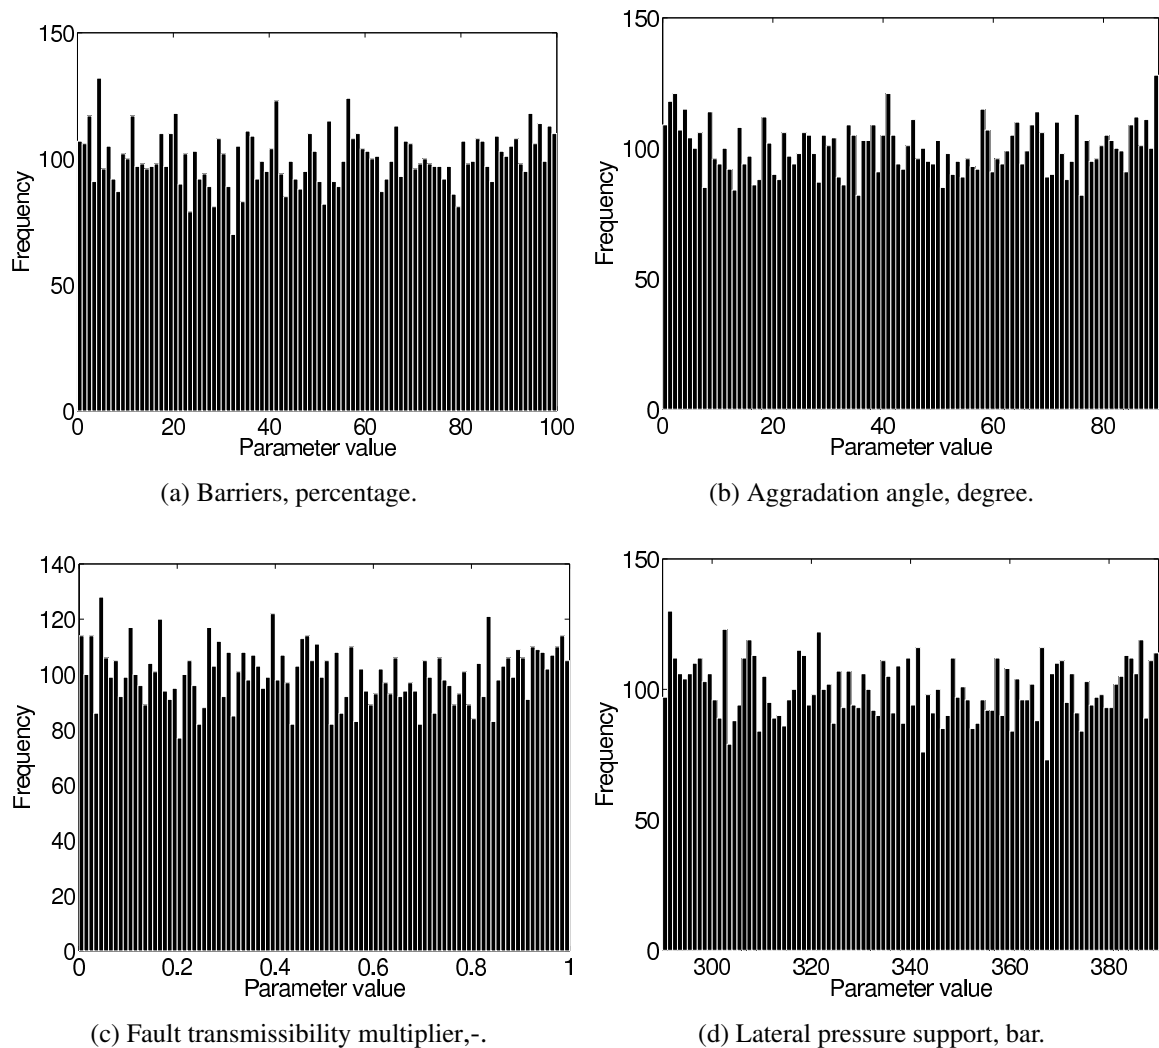 150
100
50
0
Frequency
0 20 40 60 80 100
Parameter value
(a) Barriers, percentage.
150
100
50
0
Frequency
0 20 40 60 80
Parameter value
(b) Aggradation angle, degree.
140
120
100
80
60
40
20
0
Frequency
0 0.2 0.4 0.6 0.8 1
Parameter value
(c) Fault transmissibility multiplier,-.
150
100
50
0
Frequency
300 320 340 360 380
Parameter value
(d) Lateral pressure support, bar.